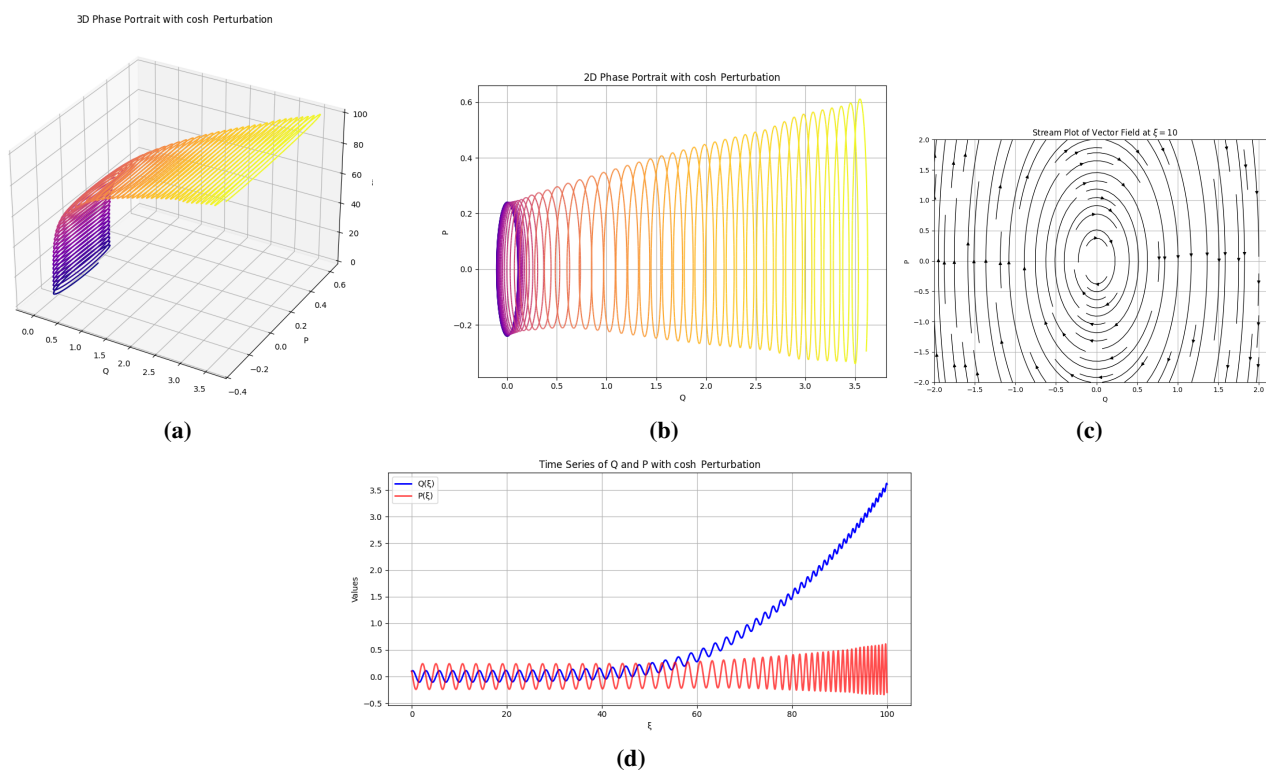 3D Phase Portrait with cosh Perturbation
100
80
60
40
20
0
0.6
0.4
0.2
0.0
−0.2
−0.4
P
0.0
0.5
1.0
1.5
2.0
2.5
3.0
3.5
Q
(a)
2D Phase Portrait with cosh Perturbation
0.6
0.4
0.2
0.0
−0.2
P
0.0 0.5 1.0 1.5 2.0 2.5 3.0 3.5
Q
(b)
Stream Plot of Vector Field at ξ = 10
2.0
1.5
1.0
0.5
0.0
−0.5
−1.0
−1.5
−2.0
P
−2.0 −1.5 −1.0 −0.5 0.0 0.5 1.0 1.5 2.0
Q
(c)
Time Series of Q and P with cosh Perturbation
Q(ξ)
P(ξ)
3.5
3.0
2.5
2.0
1.5
1.0
0.5
0.0
−0.5
Values
0 20 40 60 80 100
ξ
(d)